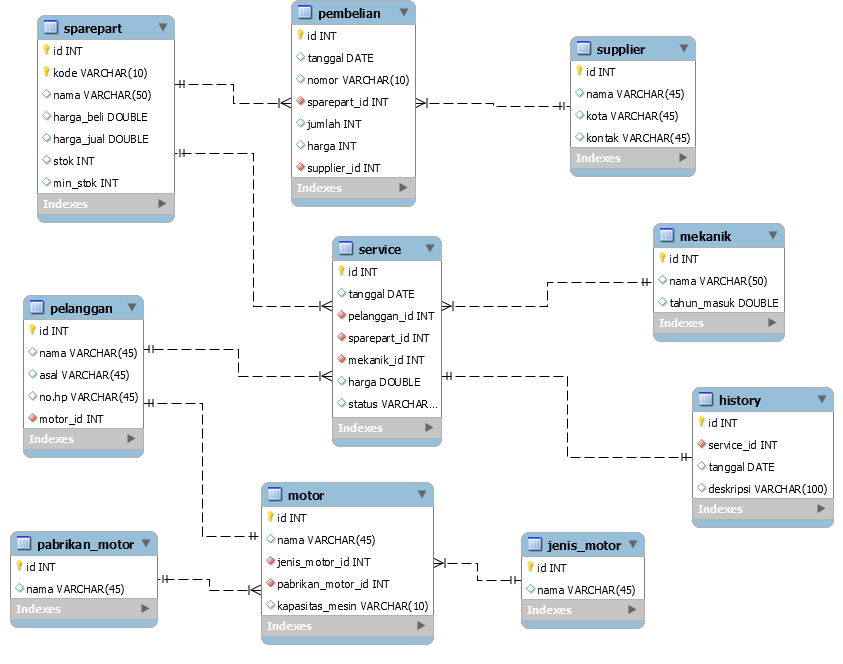 sparepart
id INT
kode VARCHAR(10)
nama VARCHAR(50)
harga_beli DOUBLE
harga_jual DOUBLE
stok INT
min_stok INT
Indexes
pembelian
id INT
tanggal DATE
nomor VARCHAR(10)
sparepart_id INT
jumlah INT
harga INT
supplier_id INT
Indexes
supplier
id INT
nama VARCHAR(45)
kota VARCHAR(45)
kontak VARCHAR(45)
Indexes
service
id INT
tanggal DATE
pelanggan_id INT
sparepart_id INT
mekanik_id INT
harga DOUBLE
status VARCHAR...
Indexes
mekanik
id INT
nama VARCHAR(50)
tahun_masuk DOUBLE
Indexes
pelanggan
id INT
nama VARCHAR(45)
asal VARCHAR(45)
no.hp VARCHAR(45)
motor_id INT
Indexes
history
id INT
service_id INT
tanggal DATE
deskripsi VARCHAR(100)
Indexes
motor
id INT
nama VARCHAR(45)
jenis_motor_id INT
pabrikan_motor_id INT
kapasitas_mesin VARCHAR(10)
Indexes
pabrikan_motor
id INT
nama VARCHAR(45)
Indexes
jenis_motor
id INT
nama VARCHAR(45)
Indexes